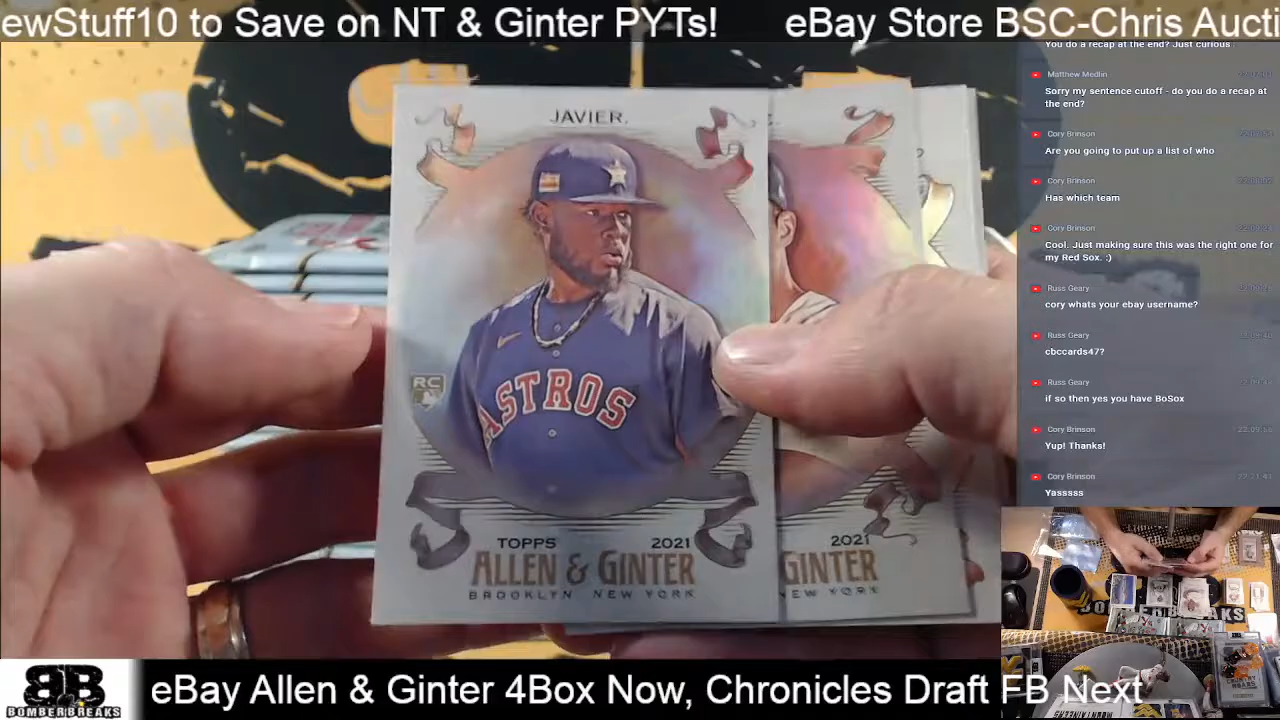 ewStuff10 to Save on NT & Ginter PYTs! eBay Store BSC-Chris Aucti
You do a recap at the end? Just curious
Matthew Medlin
Sorry my sentence cutoff - do you do a recap at
the end?
Cory Brinson
Are you going to put up a list of who
Cory Brinson
Has which team
Cory Brinson
Cool. Just making sure this was the right one for
my Red Sox. :)
Russ Geary
cory whats your ebay username?
Russ Geary
cbccards47?
Russ Geary
if so then yes you have BoSox
Cory Brinson
Yup! Thanks!
Cory Brinson
Yasssss
JAVIER,
RC
ASTROS
TOPPS 2021
ALLEN & GINTER
BROOKLYN NEW YORK
2021
GINTER
NEW YORK
BB
BOMBERBREAKS
eBay Allen & Ginter 4Box Now, Chronicles Draft FB Next